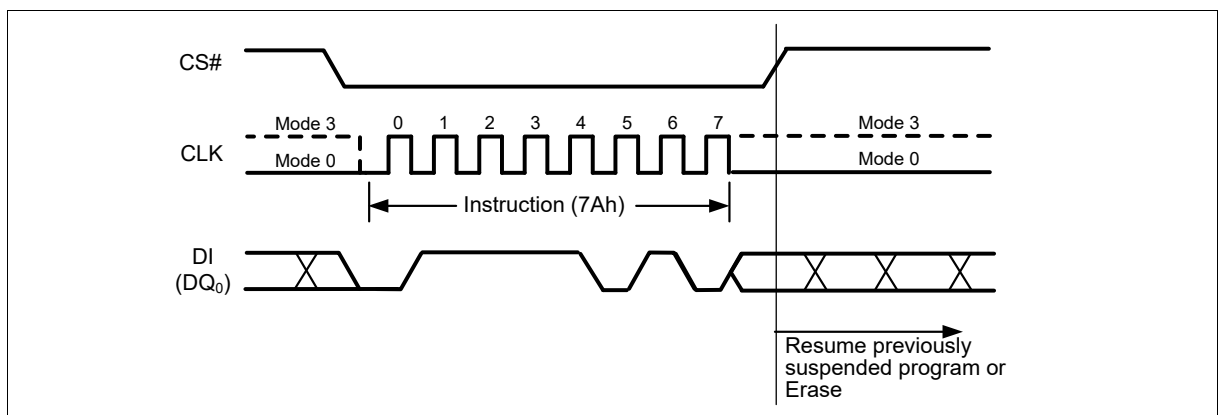 CS#
Mode 3 0 1 2 3 4 5 6 7 Mode 3
CLK
Mode 0 Mode 0
Instruction (7Ah)
DI
(DQ₀)
Resume previously
suspended program or
Erase